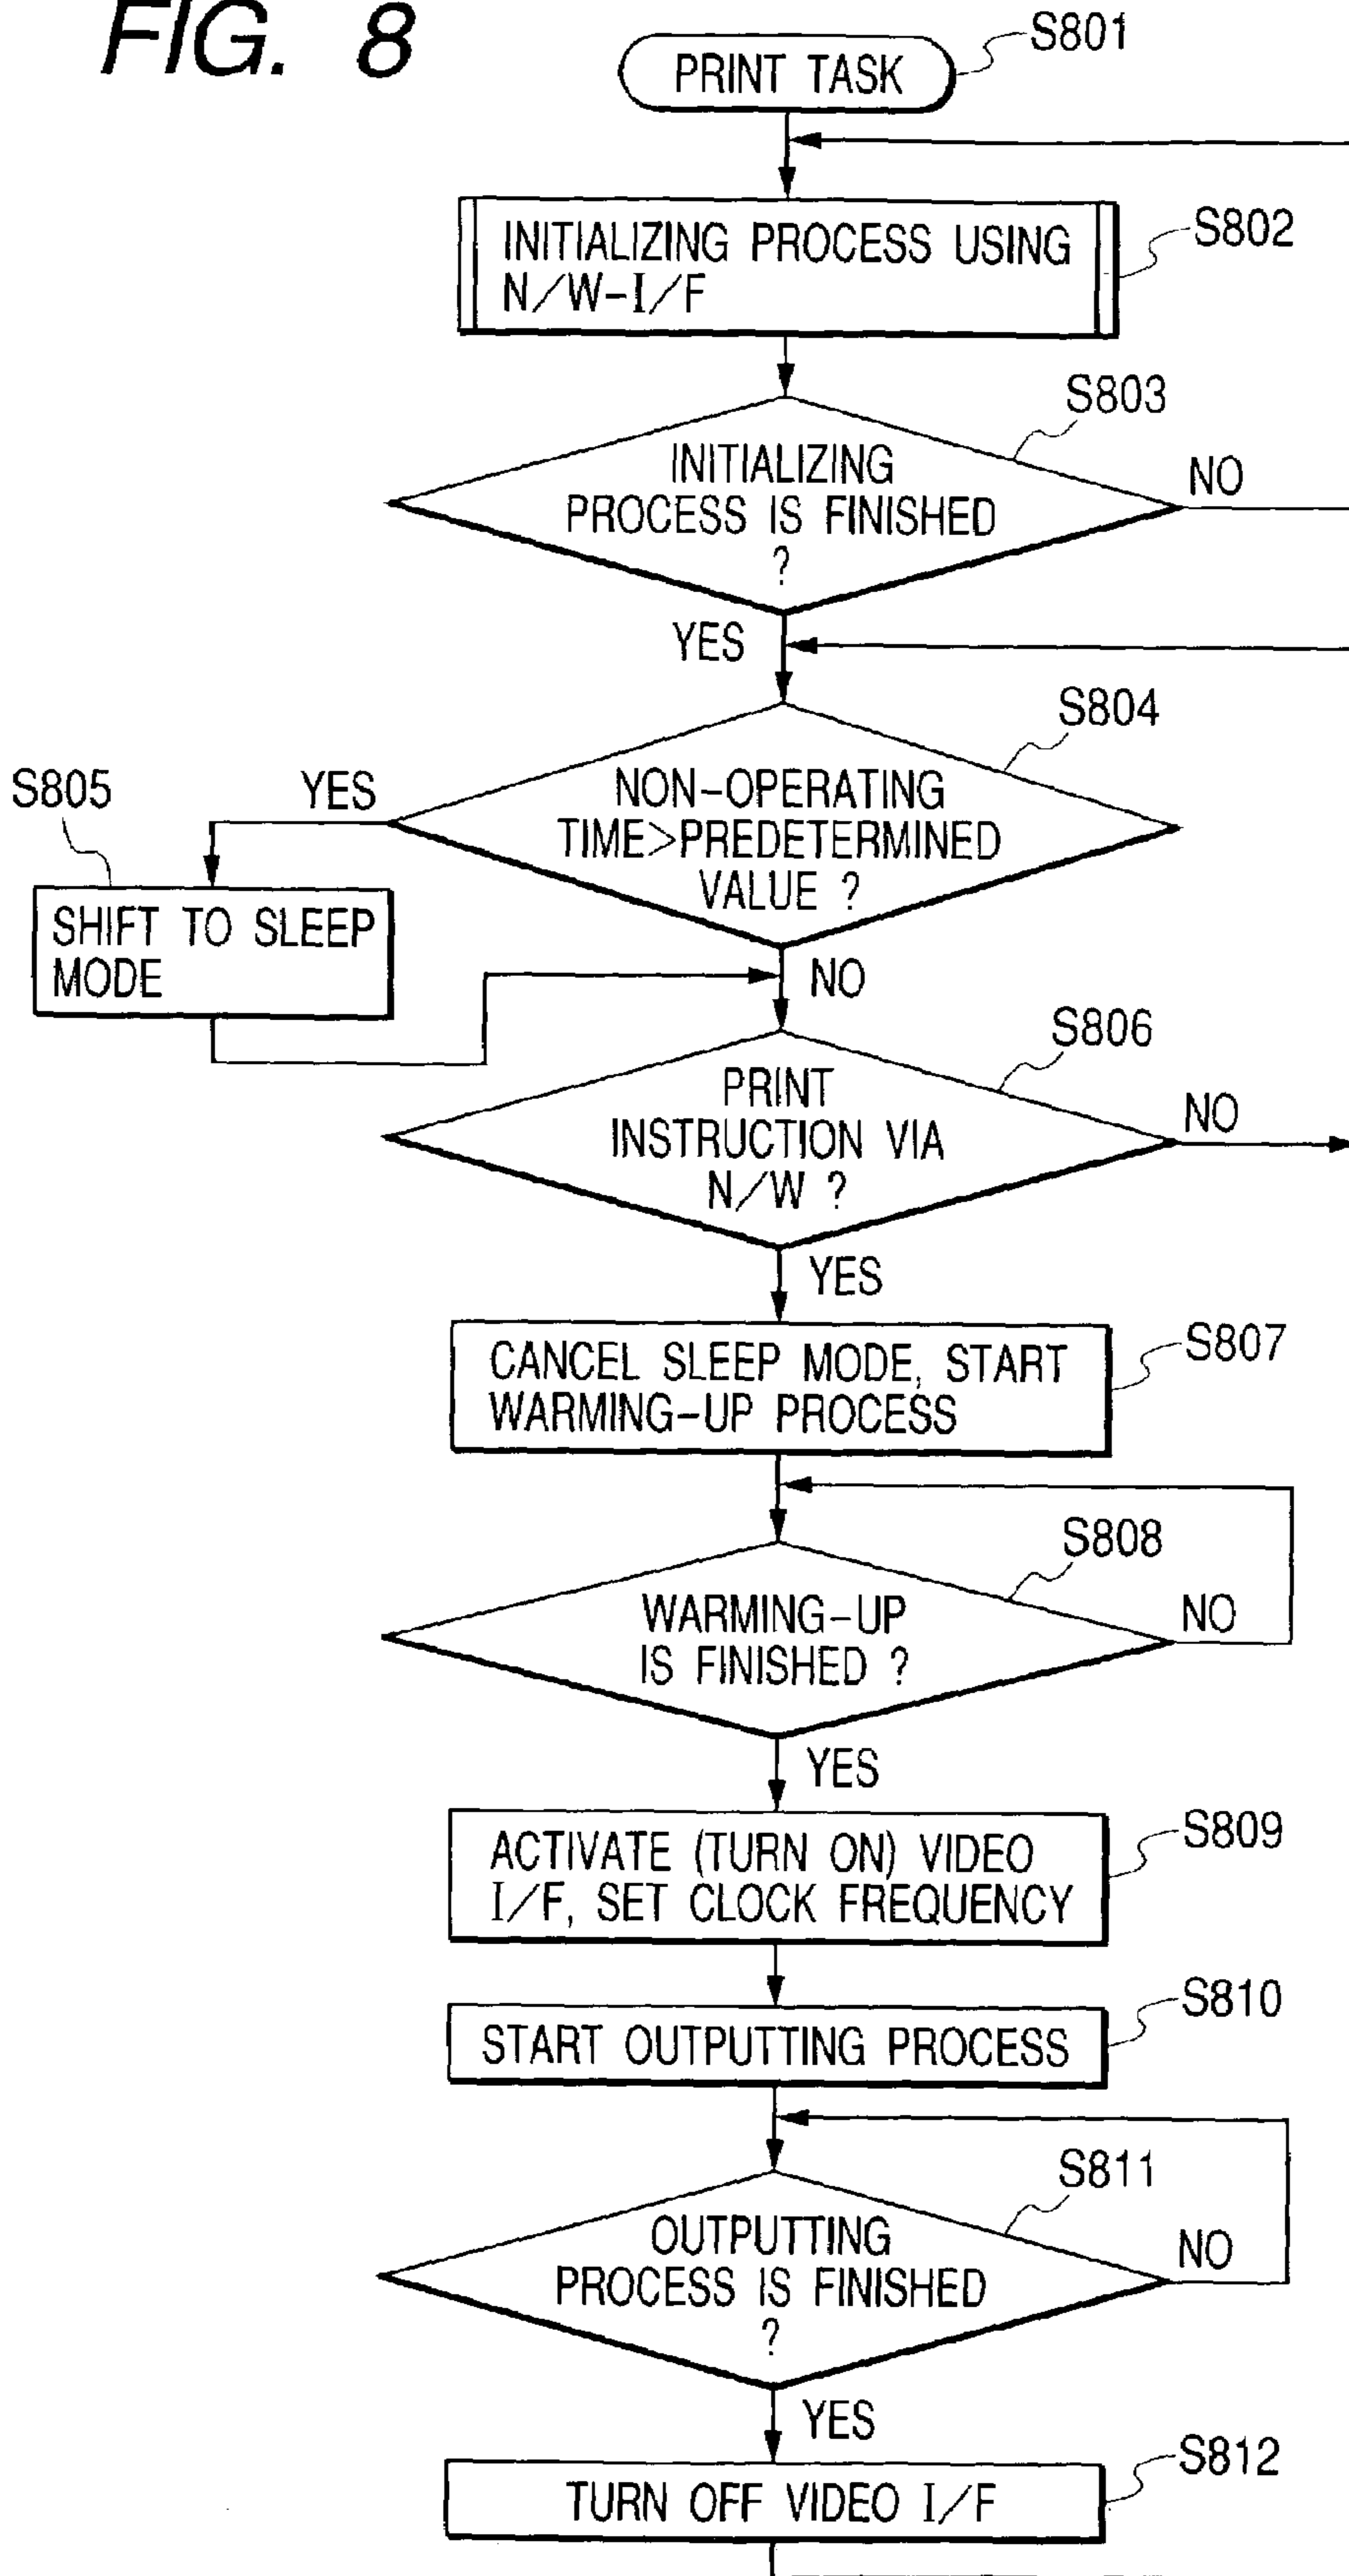 FIG. 8
PRINT TASK
S801
INITIALIZING PROCESS USING
N/W-I/F
S802
S803
INITIALIZING
PROCESS IS FINISHED
?
NO
YES
S804
NON-OPERATING
TIME>PREDETERMINED
VALUE ?
YES
S805
SHIFT TO SLEEP
MODE
NO
S806
PRINT
INSTRUCTION VIA
N/W ?
NO
YES
CANCEL SLEEP MODE, START
WARMING-UP PROCESS
S807
S808
WARMING-UP
IS FINISHED ?
NO
YES
ACTIVATE (TURN ON) VIDEO
I/F, SET CLOCK FREQUENCY
S809
START OUTPUTTING PROCESS
S810
S811
OUTPUTTING
PROCESS IS FINISHED
?
NO
YES
TURN OFF VIDEO I/F
S812